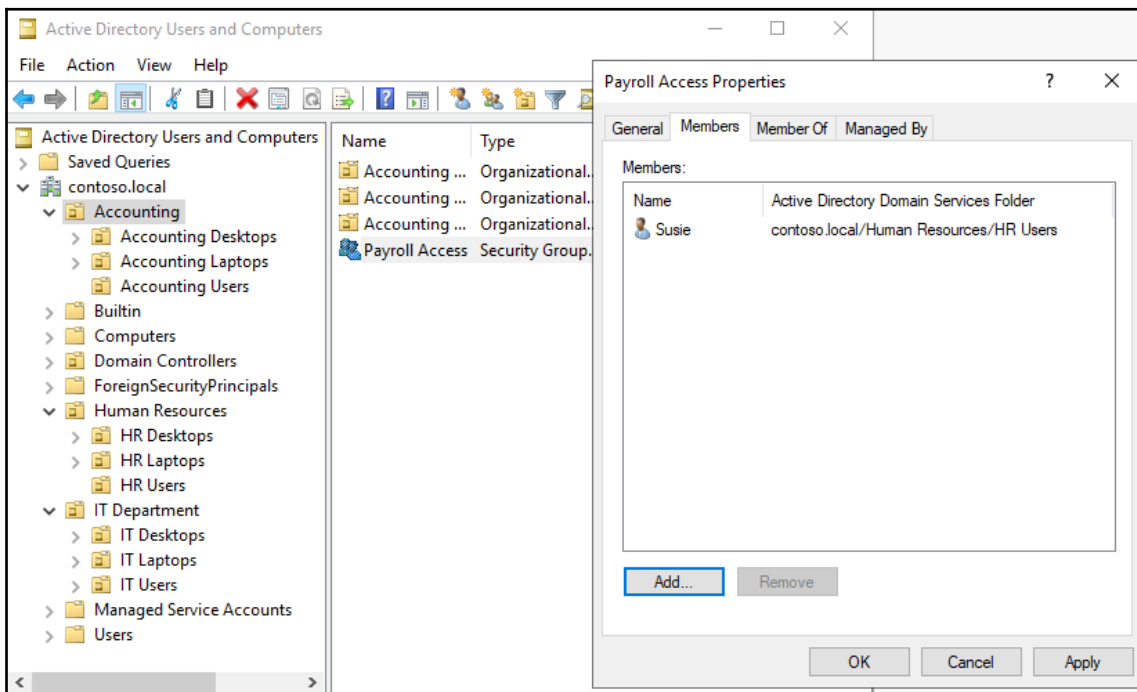 Active Directory Users and Computers
File Action View Help
Active Directory Users and Computers
Saved Queries
contoso.local
Accounting
Accounting Desktops
Accounting Laptops
Accounting Users
Builtin
Computers
Domain Controllers
ForeignSecurityPrincipals
Human Resources
HR Desktops
HR Laptops
HR Users
IT Department
IT Desktops
IT Laptops
IT Users
Managed Service Accounts
Users
Name Type
Accounting ... Organizational...
Accounting ... Organizational...
Accounting ... Organizational...
Payroll Access Security Group...
Payroll Access Properties
General Members Member Of Managed By
Members:
Name Active Directory Domain Services Folder
Susie contoso.local/Human Resources/HR Users
Add... Remove
OK Cancel Apply